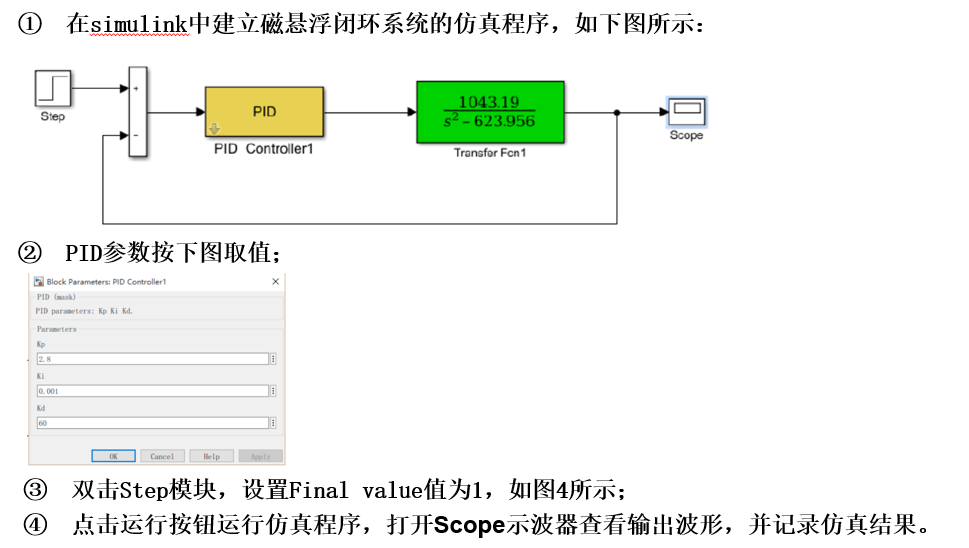 ① 在simulink中建立磁悬浮闭环系统的仿真程序，如下图所示：
Step
+
-
PID
PID Controller1
1043.19
s² - 623.956
Transfer Fcn1
Scope
② PID参数按下图取值；
Block Parameters: PID Controller1
PID (mask)
PID parameters: Kp Ki Kd.
Parameters
Kp
2.8
Ki
0.001
Kd
60
OK Cancel Help Apply
③ 双击Step模块，设置Final value值为1，如图4所示；
④ 点击运行按钮运行仿真程序，打开Scope示波器查看输出波形，并记录仿真结果。